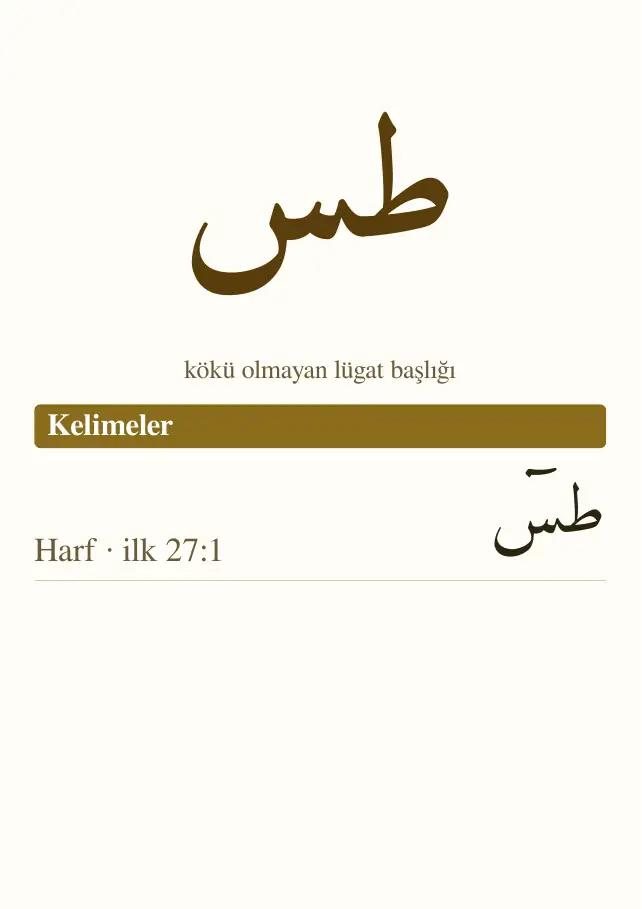 طس
kökü olmayan lügat başlığı
Kelimeler
طسٓ
Harf · ilk 27:1